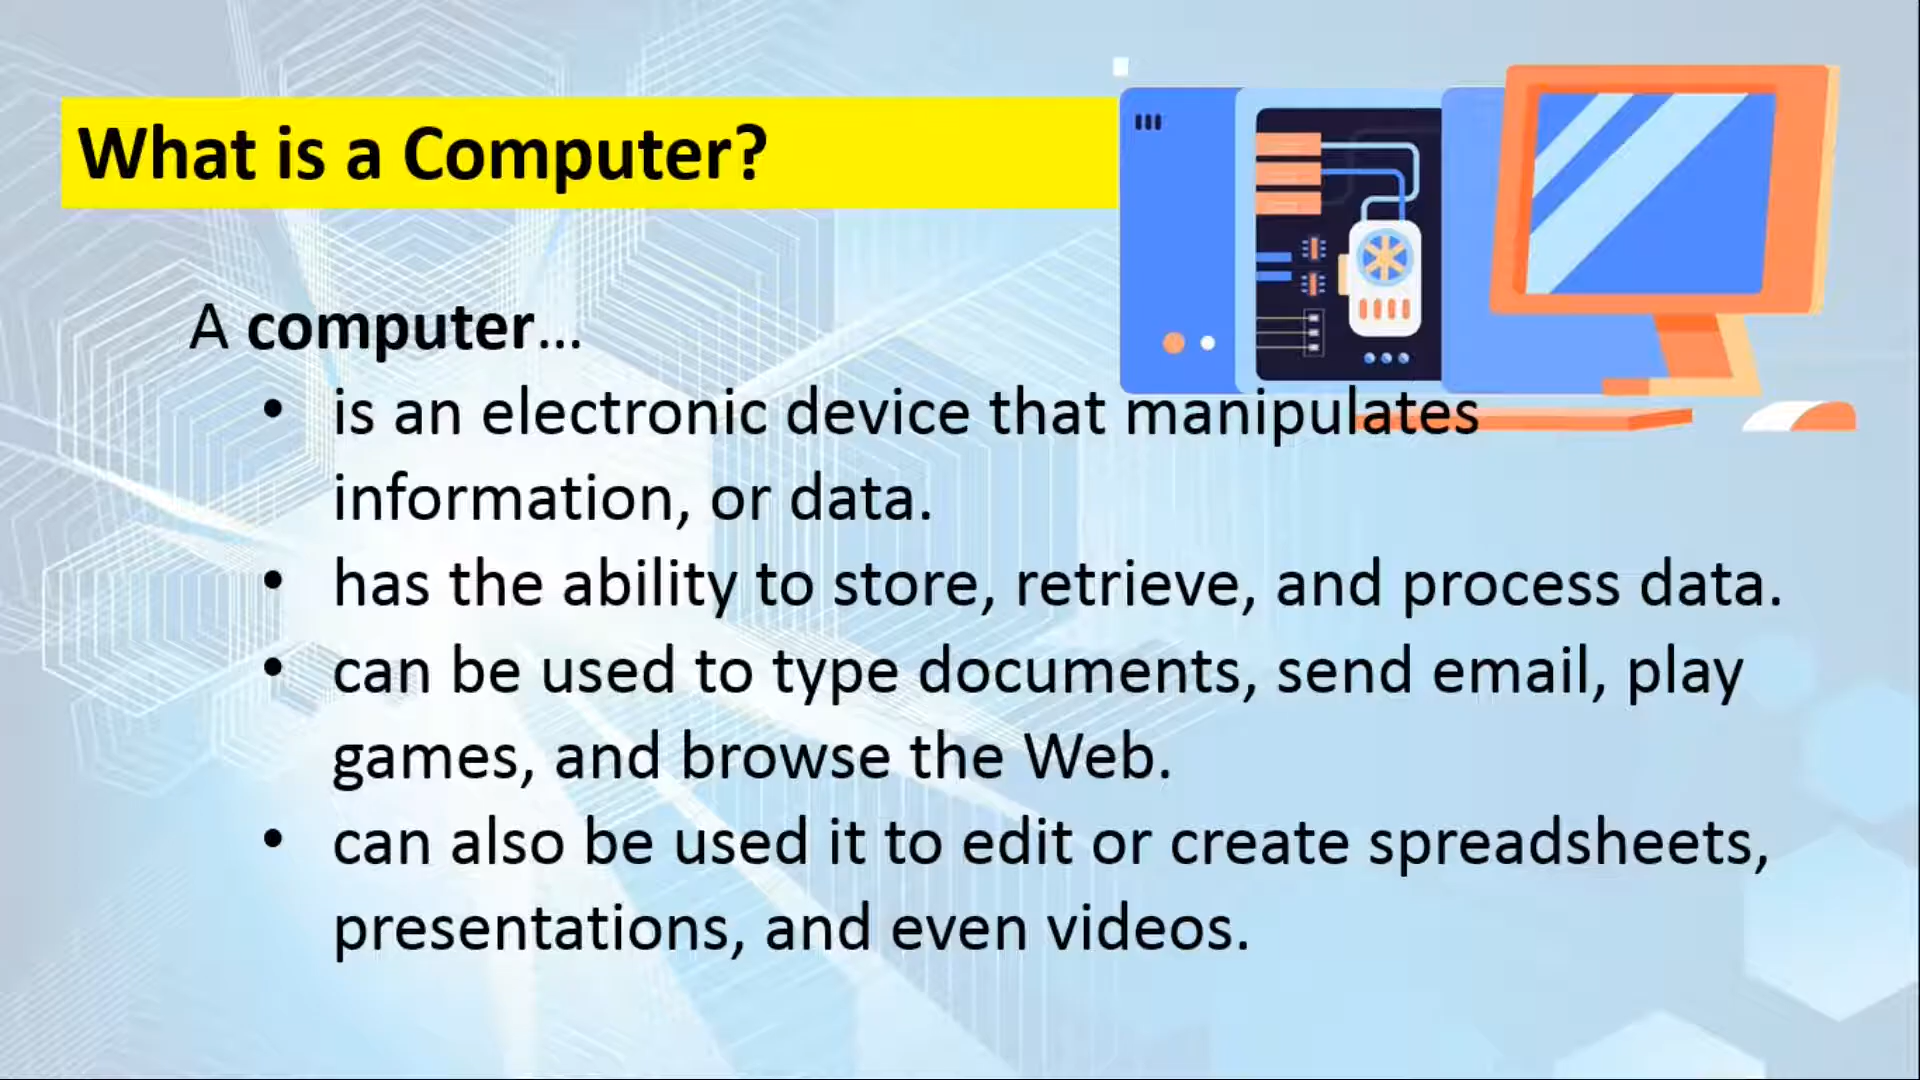 What is a Computer?
A computer...
• is an electronic device that manipulates
information, or data.
• has the ability to store, retrieve, and process data.
• can be used to type documents, send email, play
games, and browse the Web.
• can also be used it to edit or create spreadsheets,
presentations, and even videos.